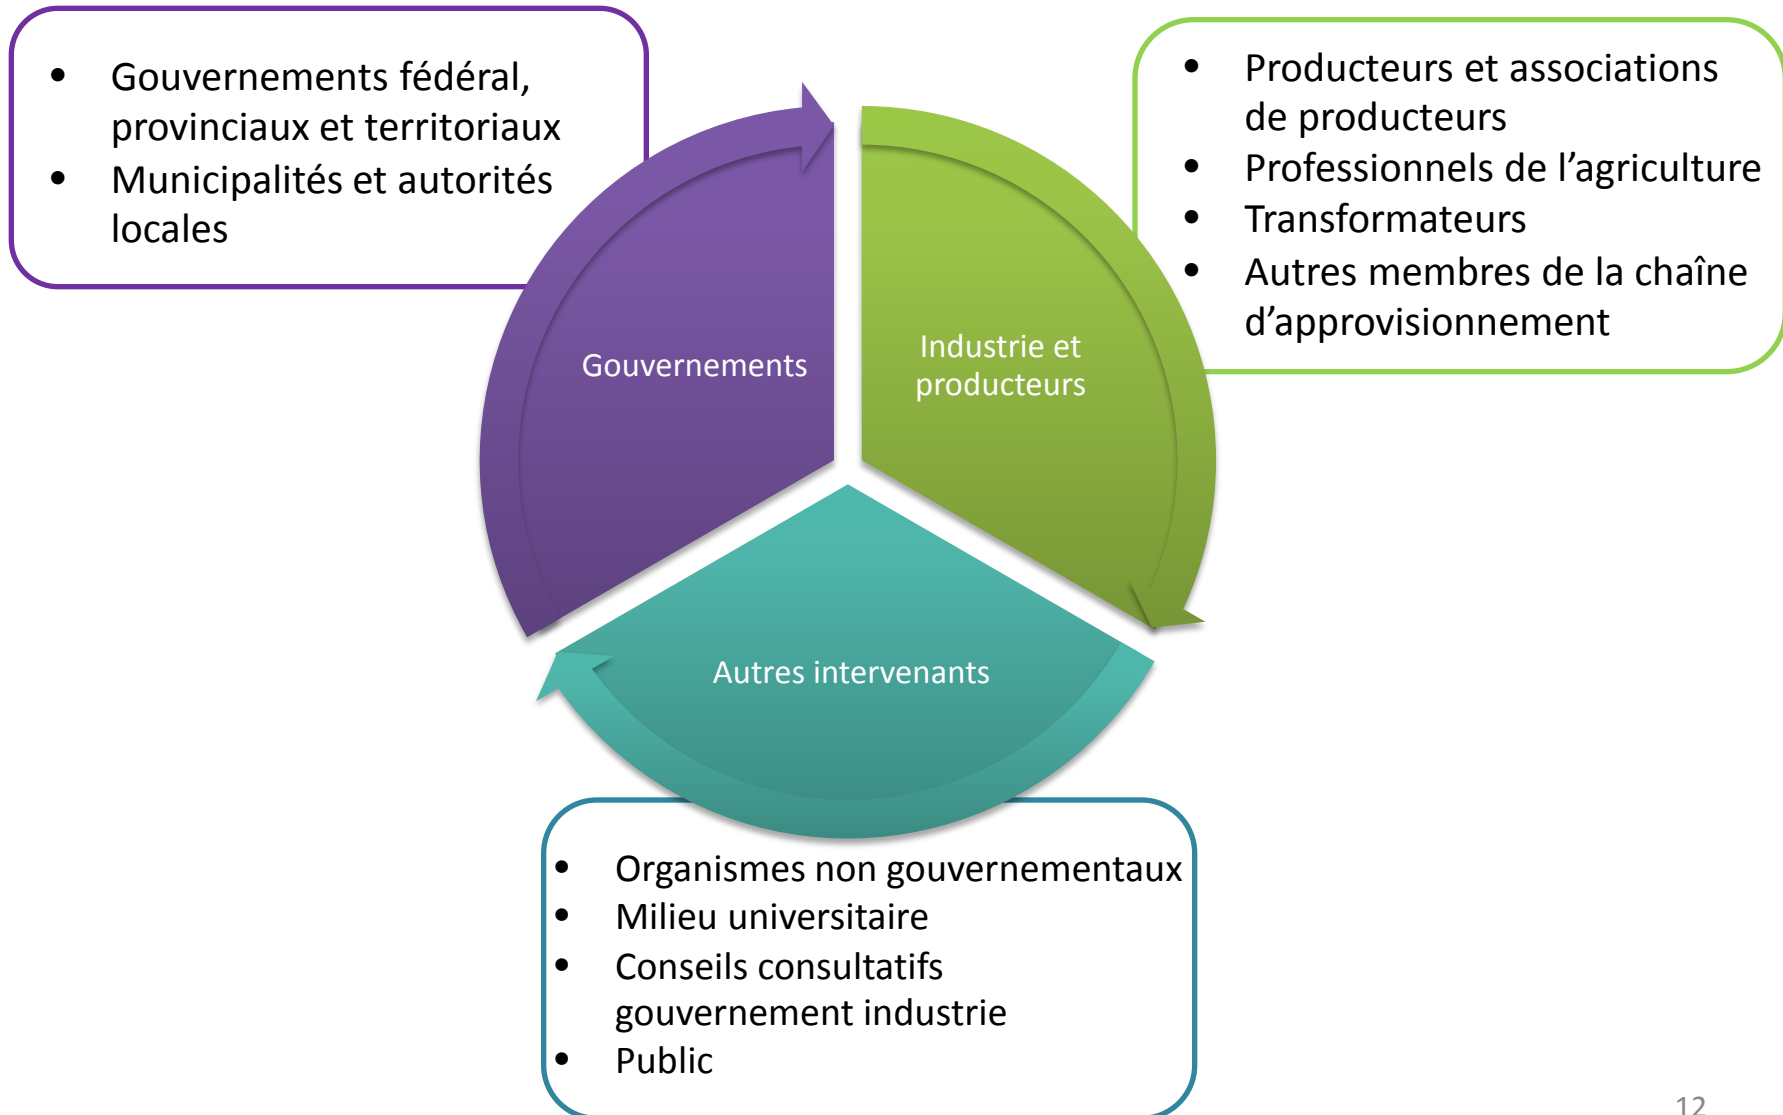 • Gouvernements fédéral,
provinciaux et territoriaux
• Municipalités et autorités
locales
• Producteurs et associations
de producteurs
• Professionnels de l’agriculture
• Transformateurs
• Autres membres de la chaîne
d’approvisionnement
Gouvernements
Industrie et
producteurs
Autres intervenants
• Organismes non gouvernementaux
• Milieu universitaire
• Conseils consultatifs
gouvernement industrie
• Public
12